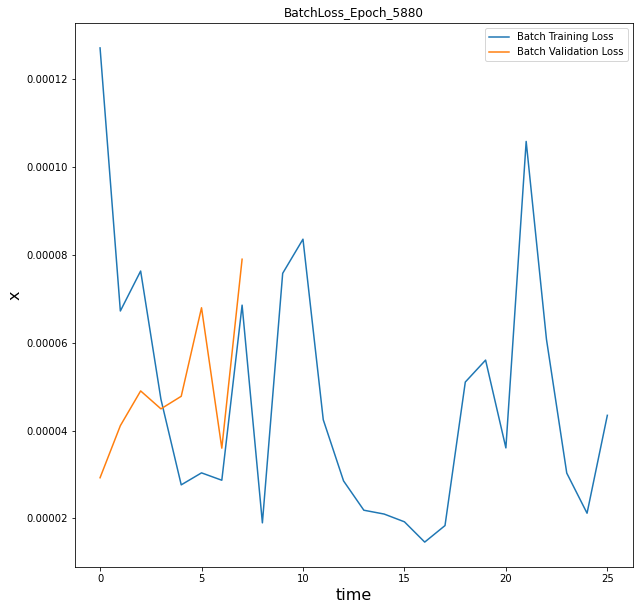 BatchLoss_Epoch_5880
Batch Training Loss
Batch Validation Loss
0.00012
0.00010
0.00008
0.00006
0.00004
0.00002
x
0 5 10 15 20 25
time